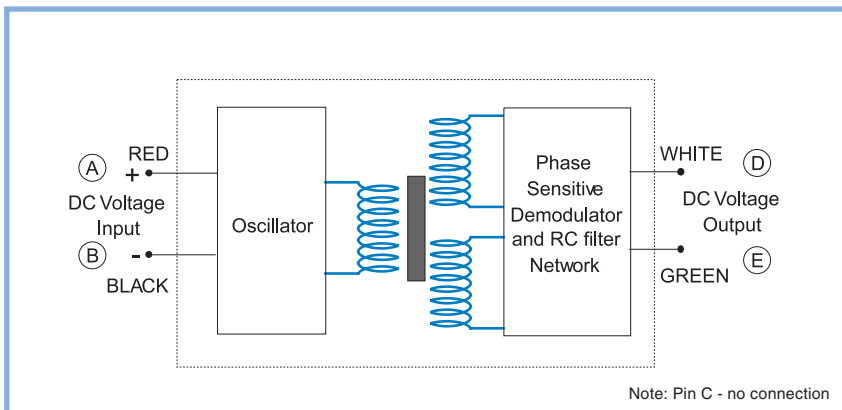 A
RED
+
DC Voltage
Input
B
-
BLACK
Oscillator
Phase
Sensitive
Demodulator
and RC filter
Network
WHITE
D
DC Voltage
Output
E
GREEN
Note: Pin C - no connection